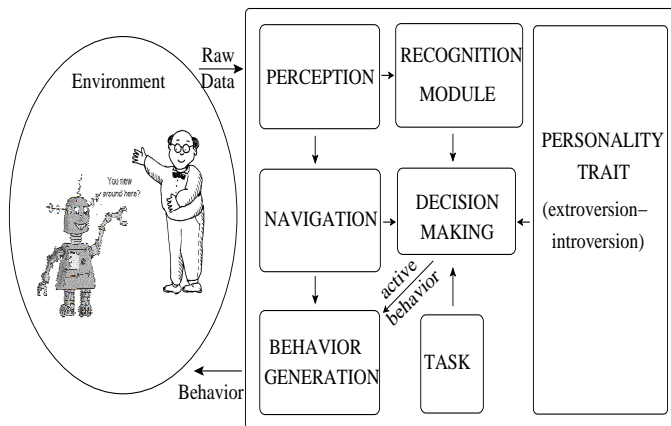 Environment
Raw
Data
You new
around here?
PERCEPTION
RECOGNITION
MODULE
PERSONALITY
TRAIT
(extroversion–
introversion)
NAVIGATION
DECISION
MAKING
active
behavior
BEHAVIOR
GENERATION
TASK
Behavior